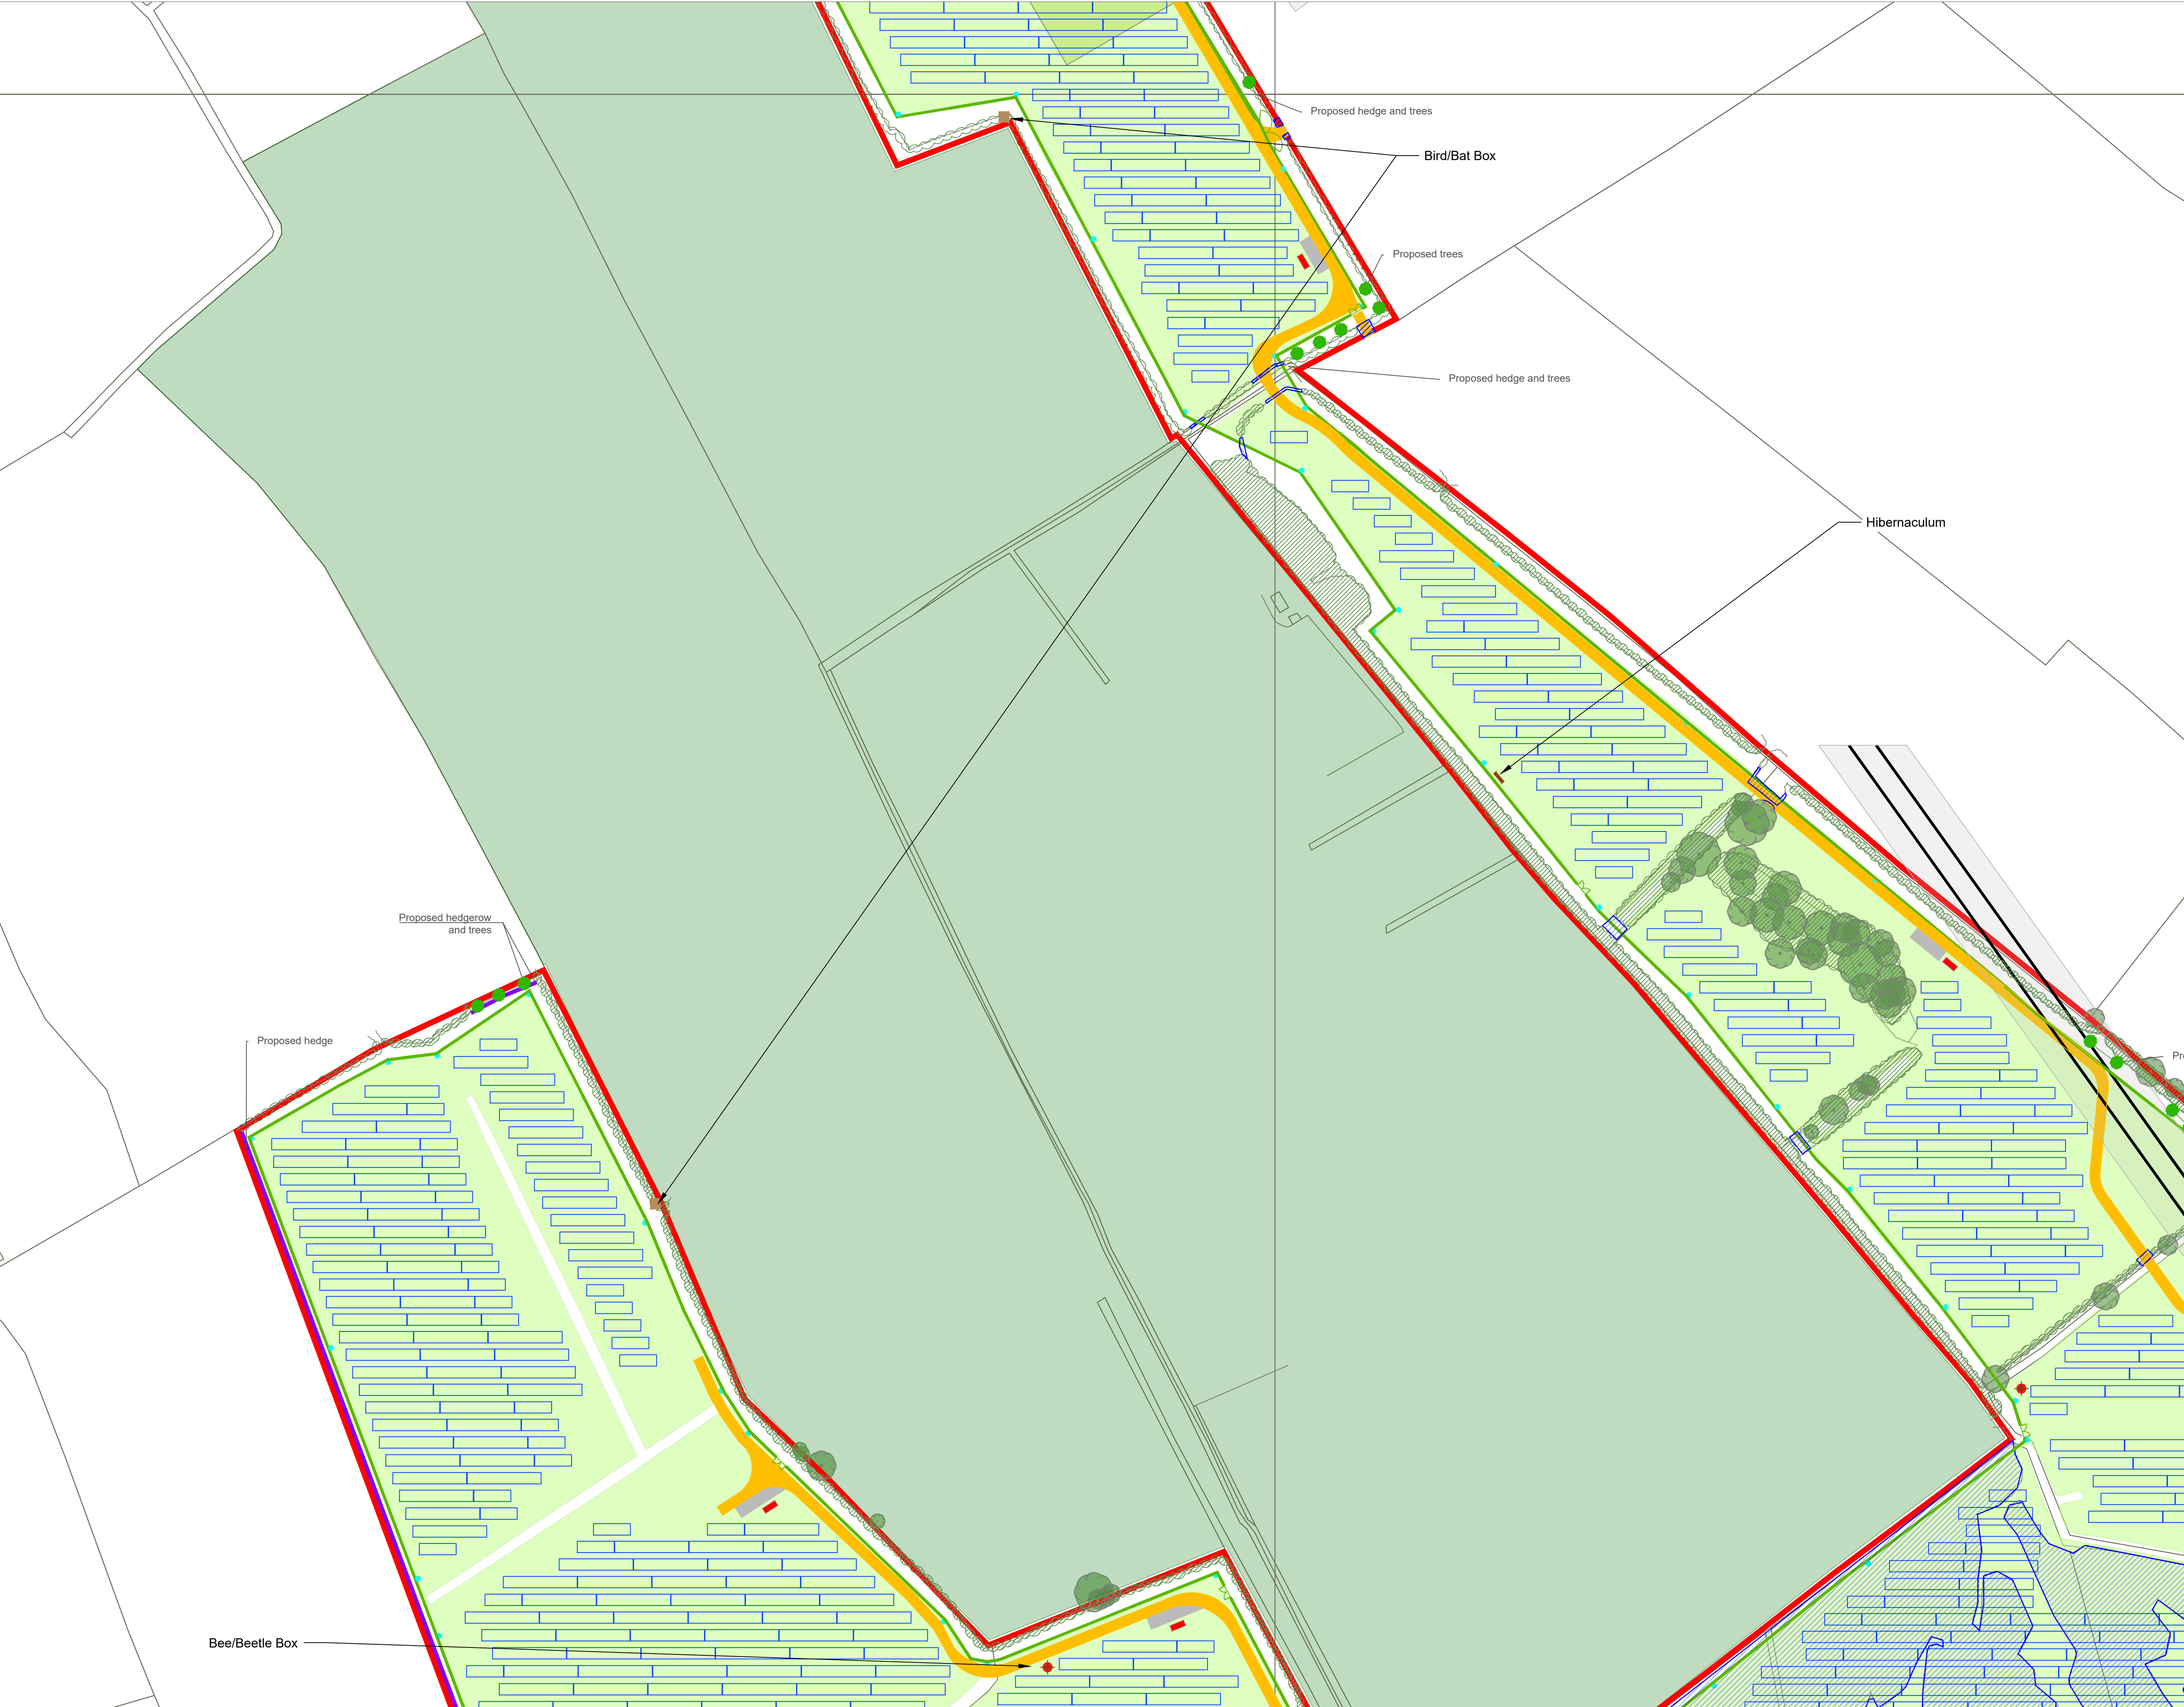 Proposed hedge and trees
Bird/Bat Box
Proposed trees
Proposed hedge and trees
Hibernaculum
Proposed hedgerow
and trees
Proposed hedge
Bee/Beetle Box